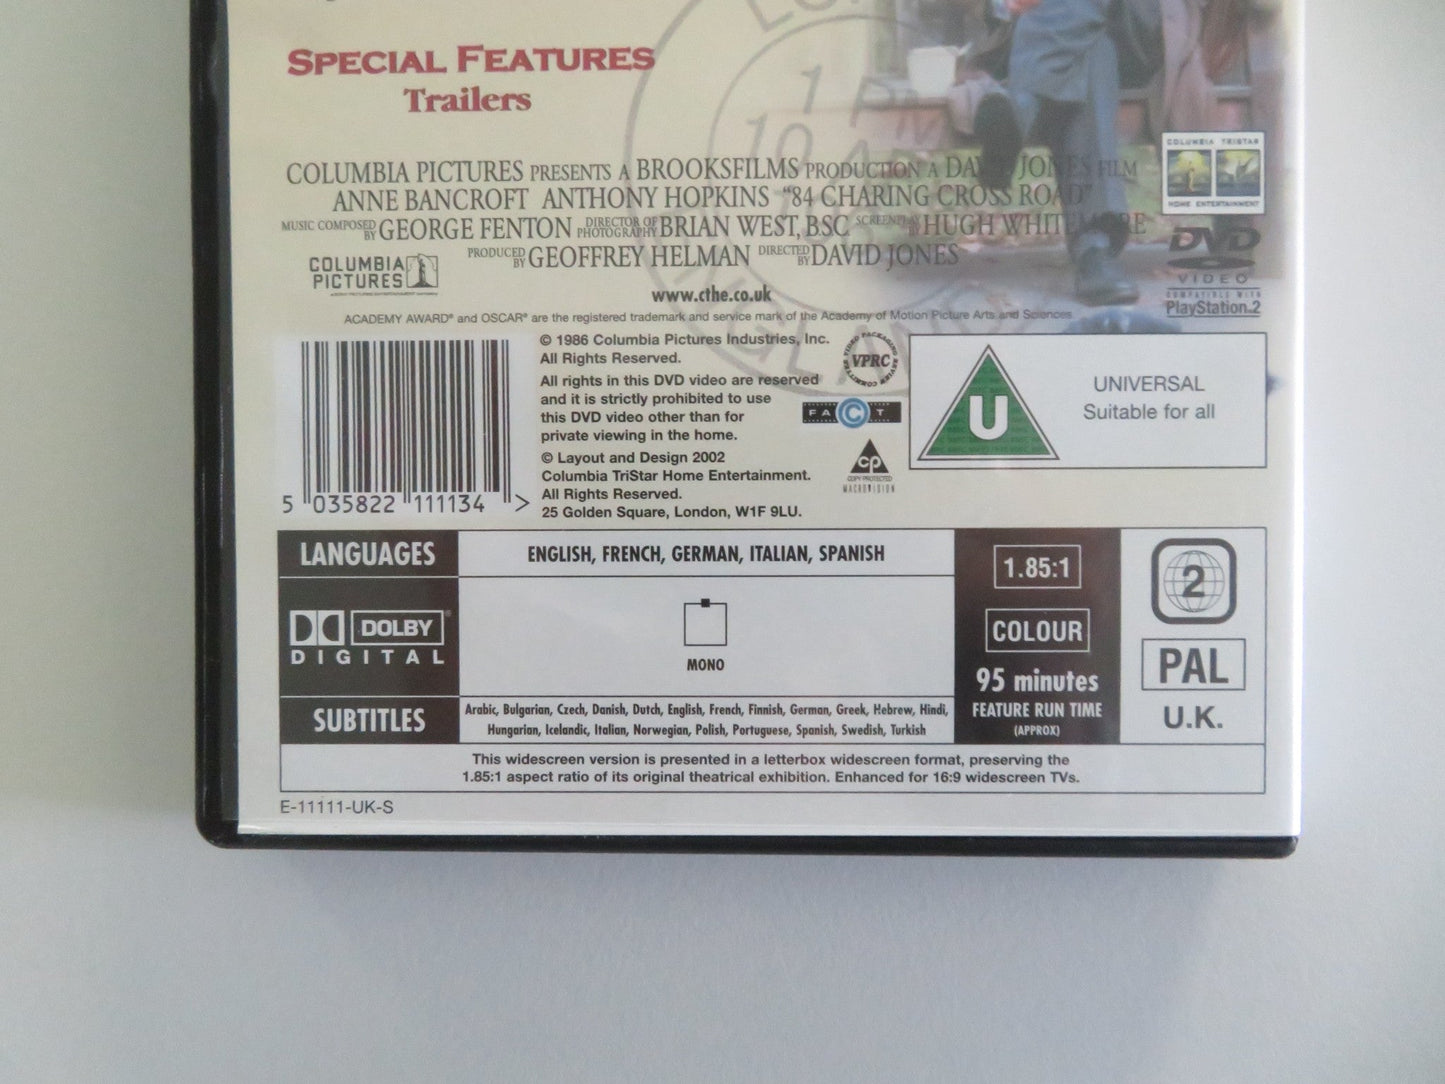 SPECIAL FEATURES
Trailers
1 PM
COLUMBIA PICTURES PRESENTS A BROOKSFILMS PRODUCTION A DAVID JONES FILM
ANNE BANCROFT ANTHONY HOPKINS "84 CHARING CROSS ROAD"
MUSIC COMPOSED BY GEORGE FENTON DIRECTOR OF PHOTOGRAPHY BRIAN WEST, BSC SCREENPLAY BY HUGH WHITEMORE
PRODUCED BY GEOFFREY HELMAN DIRECTED BY DAVID JONES
COLUMBIA PICTURES
www.cthe.co.uk
ACADEMY AWARD® and OSCAR® are the registered trademark and service mark of the Academy of Motion Picture Arts and Sciences
COLUMBIA TRISTAR
HOME ENTERTAINMENT
DVD
VIDEO
COMPATIBLE WITH
PlayStation.2
© 1986 Columbia Pictures Industries, Inc.
All Rights Reserved.
All rights in this DVD video are reserved
and it is strictly prohibited to use
this DVD video other than for
private viewing in the home.
© Layout and Design 2002
Columbia TriStar Home Entertainment.
All Rights Reserved.
25 Golden Square, London, W1F 9LU.
5 035822 111134 >
VIDEO PACKAGING REVIEW COMMITTEE
VPRC
FACT
cp
COPY PROTECTED
MACROVISION
U
UNIVERSAL
Suitable for all
LANGUAGES
ENGLISH, FRENCH, GERMAN, ITALIAN, SPANISH
DOLBY®
DIGITAL
MONO
SUBTITLES
Arabic, Bulgarian, Czech, Danish, Dutch, English, French, Finnish, German, Greek, Hebrew, Hindi,
Hungarian, Icelandic, Italian, Norwegian, Polish, Portuguese, Spanish, Swedish, Turkish
1.85:1
COLOUR
95 minutes
FEATURE RUN TIME
(APPROX)
2
PAL
U.K.
This widescreen version is presented in a letterbox widescreen format, preserving the
1.85:1 aspect ratio of its original theatrical exhibition. Enhanced for 16:9 widescreen TVs.
E-11111-UK-S